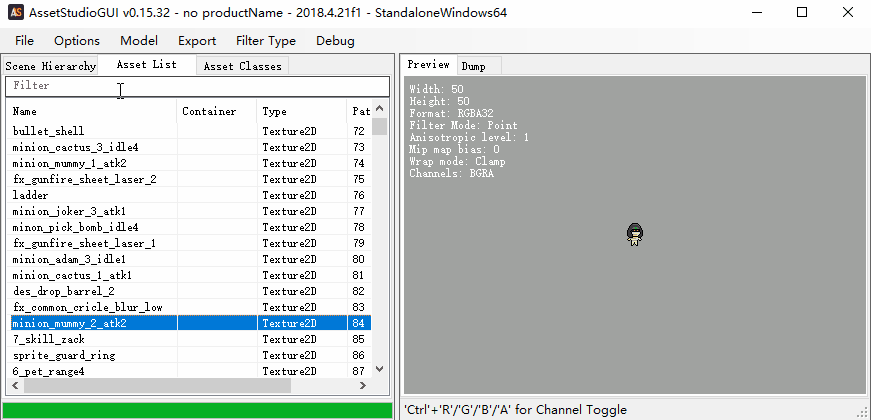 AS AssetStudioGUI v0.15.32 - no productName - 2018.4.21f1 - StandaloneWindows64
File Options Model Export Filter Type Debug
Scene Hierarchy Asset List Asset Classes
Filter
Name Container Type Pat
bullet_shell Texture2D 72
minion_cactus_3_idle4 Texture2D 73
minion_mummy_1_atk2 Texture2D 74
fx_gunfire_sheet_laser_2 Texture2D 75
ladder Texture2D 76
minion_joker_3_atk1 Texture2D 77
minon_pick_bomb_idle4 Texture2D 78
fx_gunfire_sheet_laser_1 Texture2D 79
minion_adam_3_idle1 Texture2D 80
minion_cactus_1_atk1 Texture2D 81
des_drop_barrel_2 Texture2D 82
fx_common_cricle_blur_low Texture2D 83
minion_mummy_2_atk2 Texture2D 84
7_skill_zack Texture2D 85
sprite_guard_ring Texture2D 86
6_pet_range4 Texture2D 87
Preview Dump
Width: 50
Height: 50
Format: RGBA32
Filter Mode: Point
Anisotropic level: 1
Mip map bias: 0
Wrap mode: Clamp
Channels: BGRA
'Ctrl'+'R'/'G'/'B'/'A' for Channel Toggle